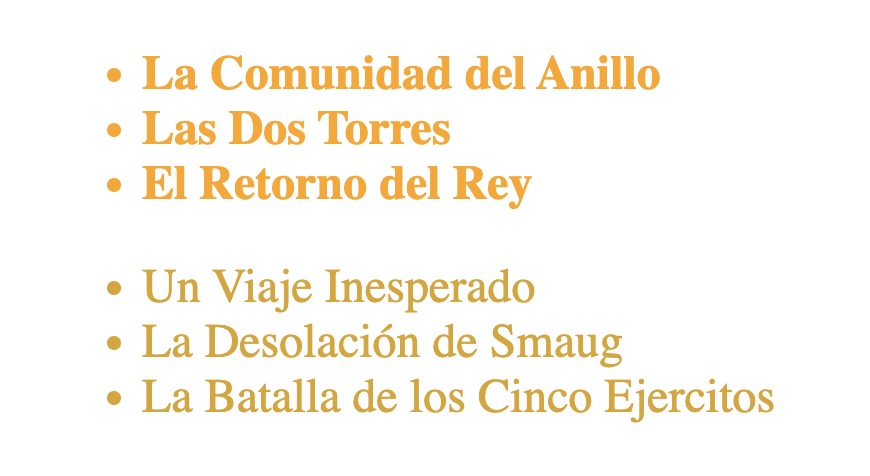 • La Comunidad del Anillo
• Las Dos Torres
• El Retorno del Rey
• Un Viaje Inesperado
• La Desolación de Smaug
• La Batalla de los Cinco Ejercitos